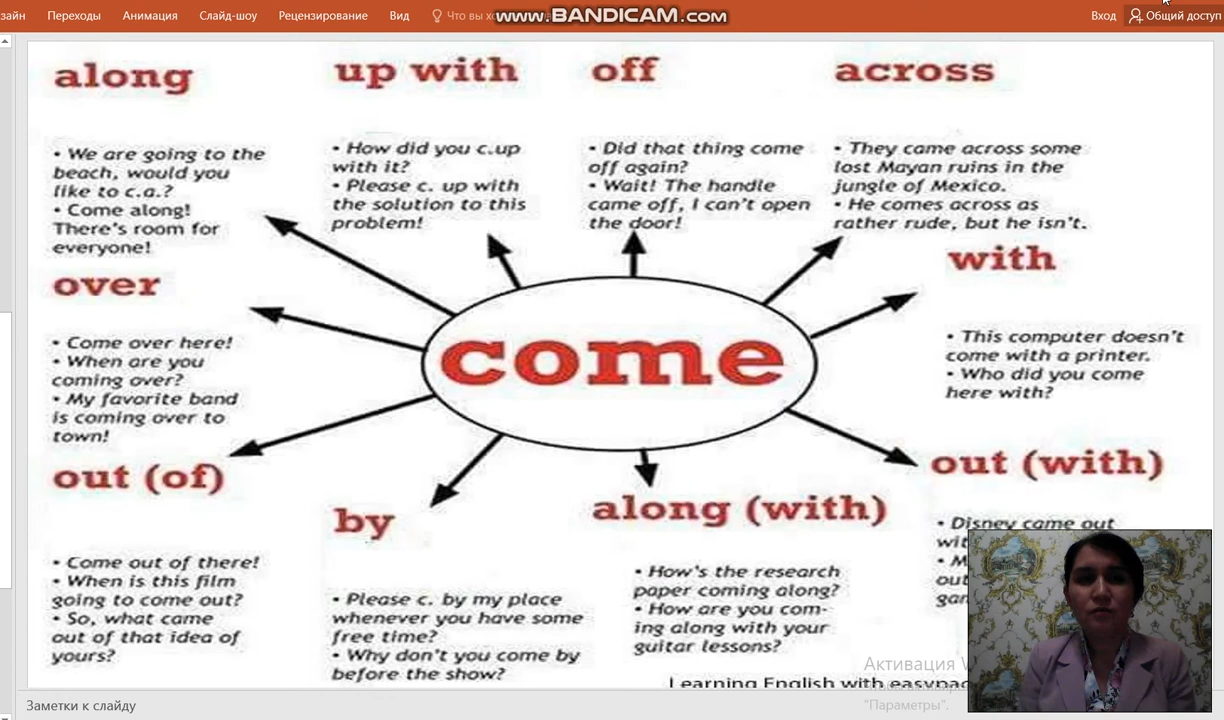 зайн Переходы Анимация Слайд-шоу Рецензирование Вид Что вы х
www.BANDICAM.com
Вход Общий доступ
along
• We are going to the
beach, would you
like to c.a.?
• Come along!
There's room for
everyone!
up with
• How did you c.up
with it?
• Please c. up with
the solution to this
problem!
off
• Did that thing come
off again?
• Wait! The handle
came off, I can't open
the door!
across
• They came across some
lost Mayan ruins in the
jungle of Mexico.
• He comes across as
rather rude, but he isn't.
over
• Come over here!
• When are you
coming over?
• My favorite band
is coming over to
town!
come
with
• This computer doesn't
come with a printer.
• Who did you come
here with?
out (of)
• Come out of there!
• When is this film
going to come out?
• So, what came
out of that idea of
yours?
by
• Please c. by my place
whenever you have some
free time?
• Why don't you come by
before the show?
along (with)
• How's the research
paper coming along?
• How are you com-
ing along with your
guitar lessons?
out (with)
• Disney came out
wit
• M
out
gan
Learning English with easypac
Активация W
"Параметры".
Заметки к слайду